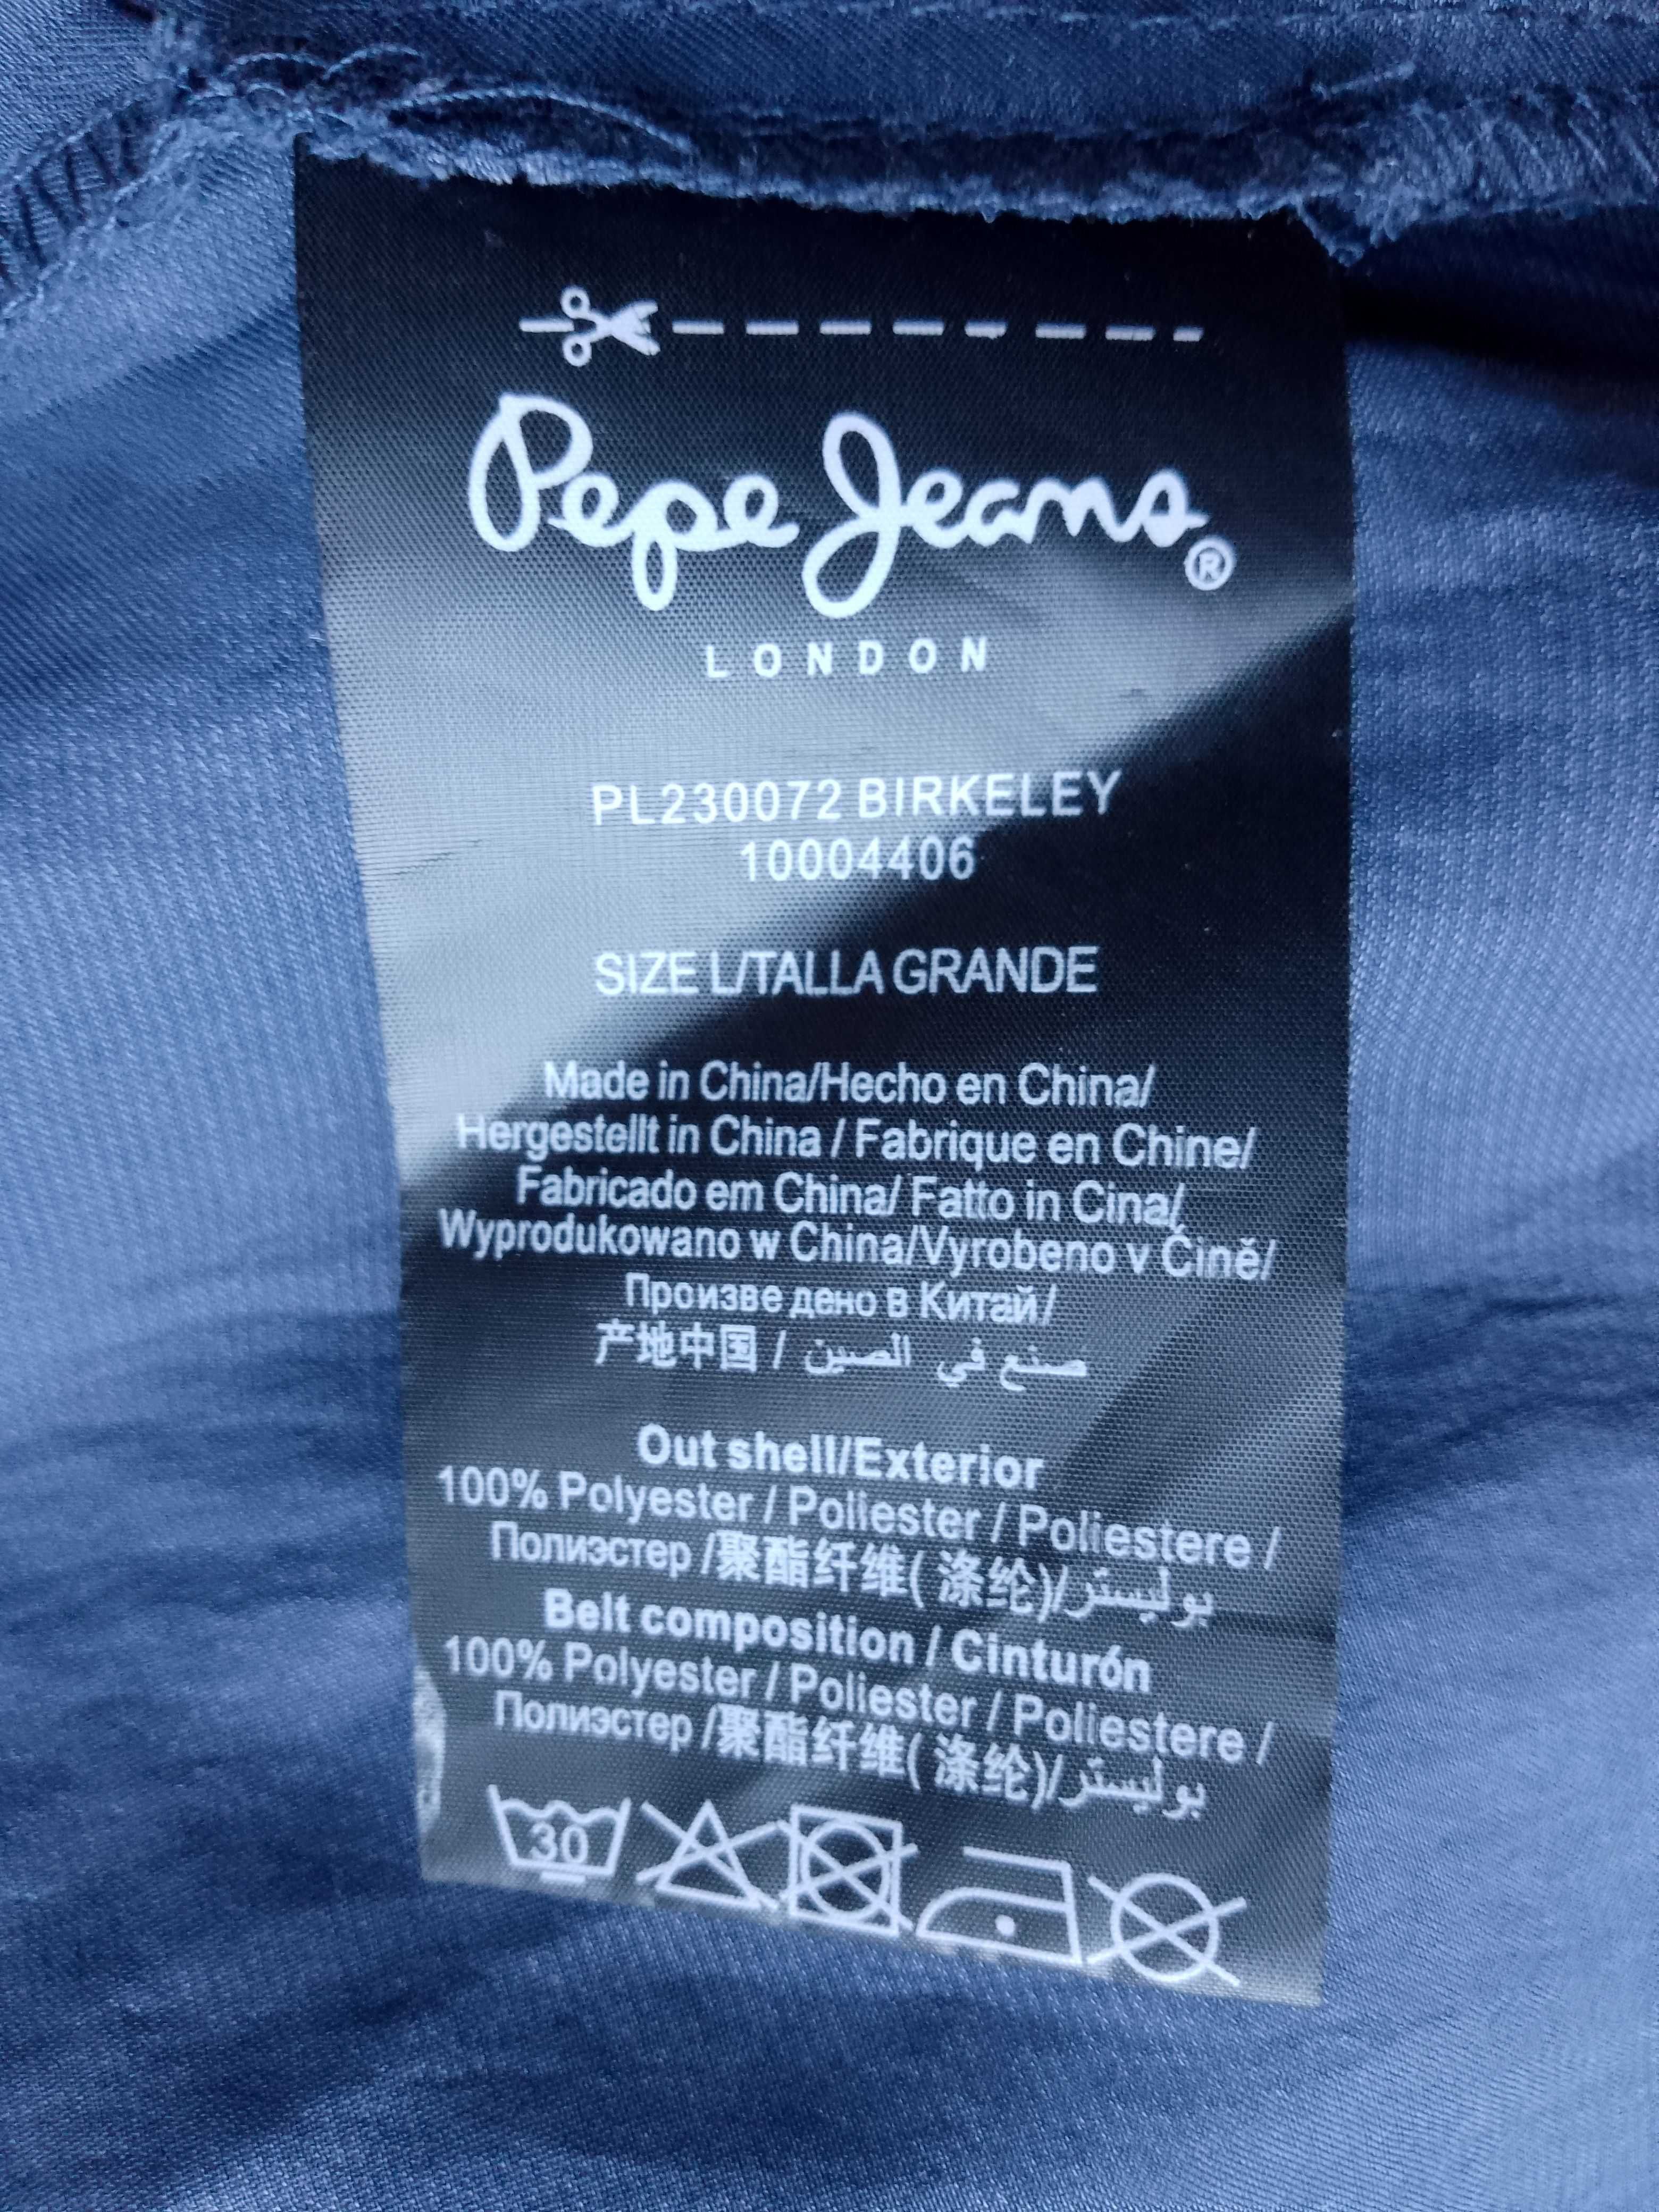 Pepe Jeans®
LONDON
PL230072 BIRKELEY
10004406
SIZE L/TALLA GRANDE
Made in China/Hecho en China/
Hergestellt in China / Fabrique en Chine/
Fabricado em China/ Fatto in Cina/
Wyprodukowano w China/Vyrobeno v Čině/
Произведено в Китай/
产地中国 / صنع في الصين
Out shell/Exterior
100% Polyester / Poliester / Poliestere /
Полиэстер /聚酯纤维( 涤纶)/بوليستر
Belt composition / Cinturón
100% Polyester / Poliester / Poliestere /
Полиэстер /聚酯纤维( 涤纶)/بوليستر
30